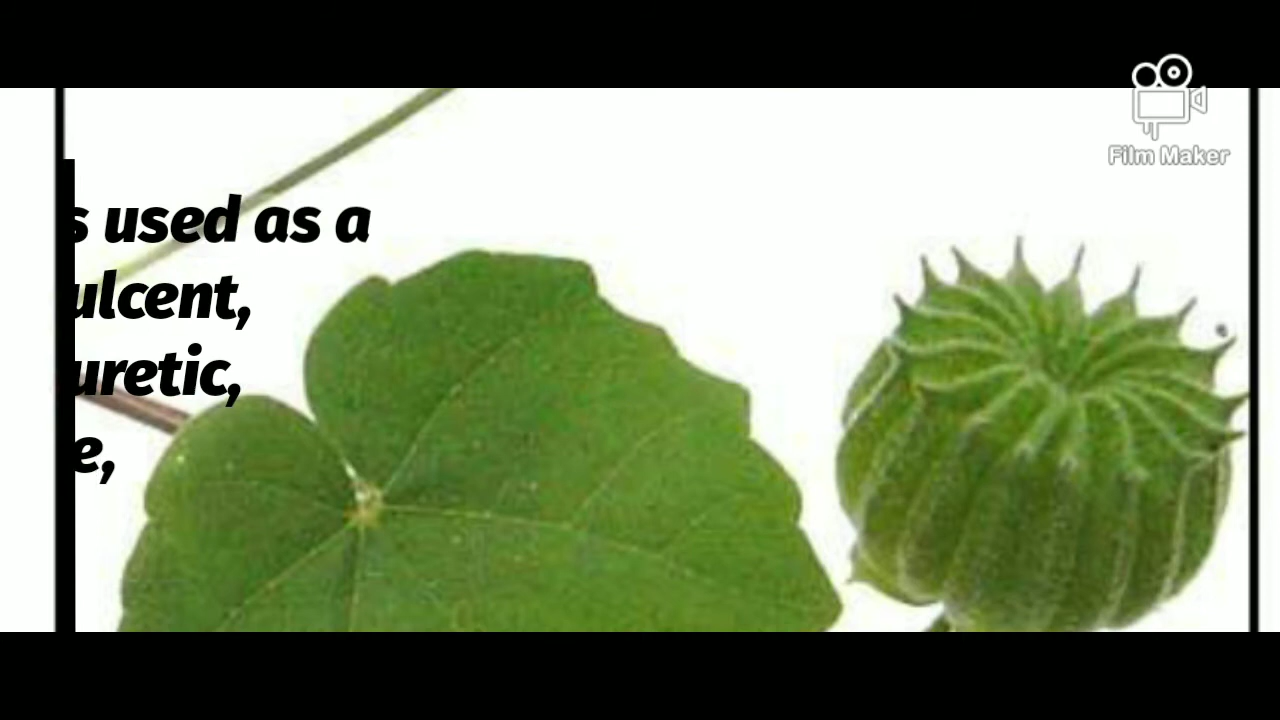 Film Maker
s used as a
ulcent,
uretic,
e,